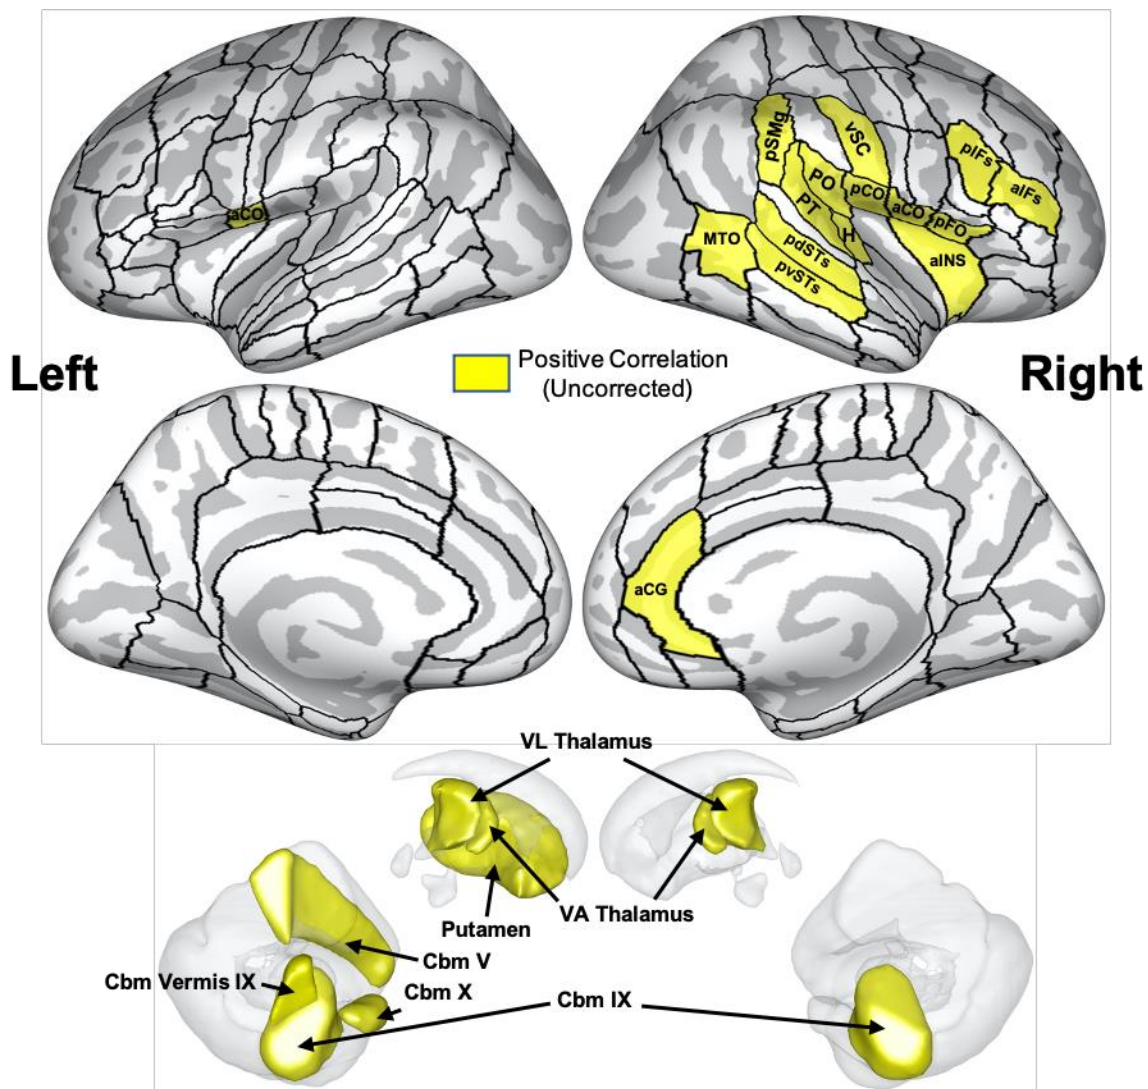 pSMg
vSC
pIFs
aIFs
PO
pCO
aCO
aCO
pFO
PT
H
MTO
pdSTs
aINS
pvSTs
Left
Positive Correlation
(Uncorrected)
Right
aCG
VL Thalamus
VA Thalamus
Putamen
Cbm V
Cbm Vermis IX
Cbm X
Cbm IX